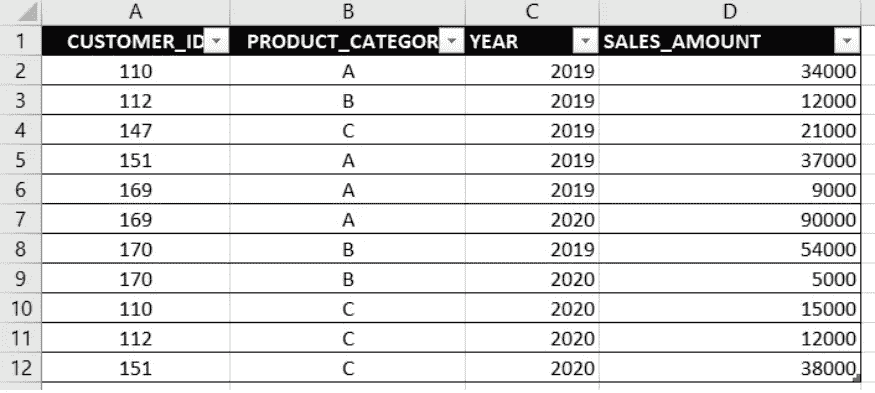 A B C D
1 CUSTOMER_ID PRODUCT_CATEGOR YEAR SALES_AMOUNT
2 110 A 2019 34000
3 112 B 2019 12000
4 147 C 2019 21000
5 151 A 2019 37000
6 169 A 2019 9000
7 169 A 2020 90000
8 170 B 2019 54000
9 170 B 2020 5000
10 110 C 2020 15000
11 112 C 2020 12000
12 151 C 2020 38000